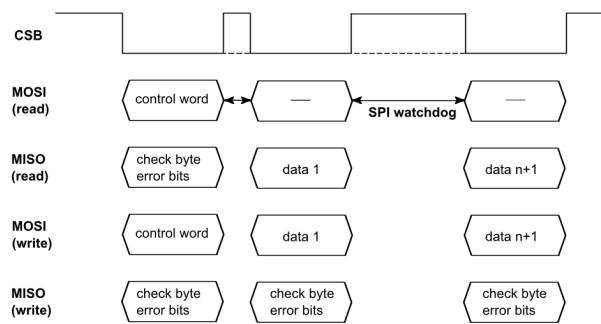 CSB
MOSI
(read)
control word
—
—
SPI watchdog
MISO
(read)
check byte
error bits
data 1
data n+1
MOSI
(write)
control word
data 1
data n+1
MISO
(write)
check byte
error bits
check byte
error bits
check byte
error bits